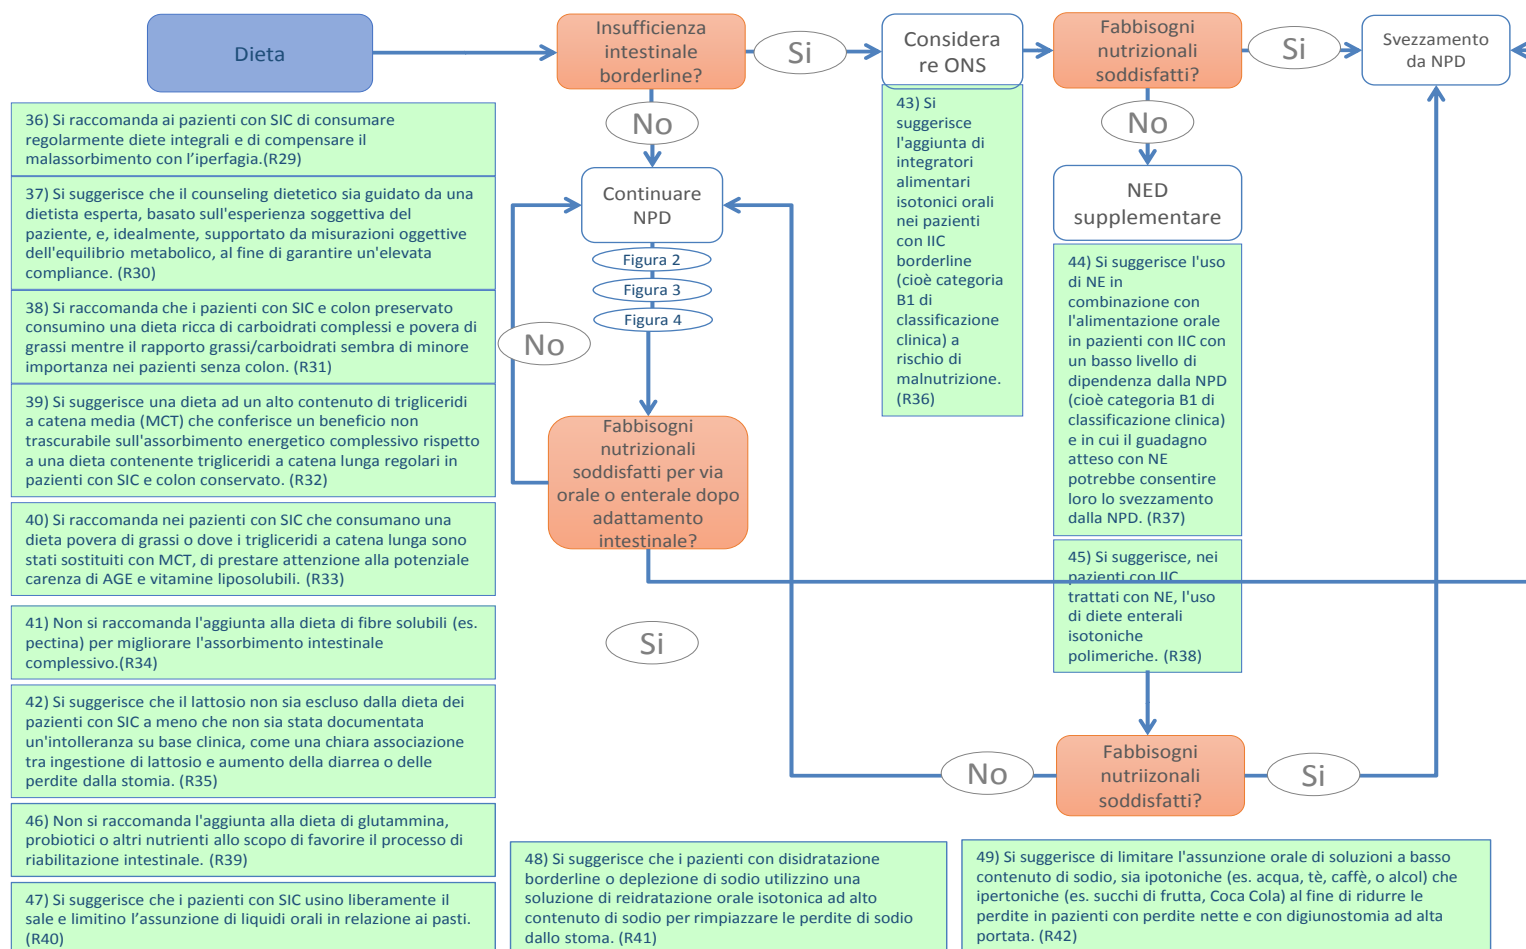 Dieta
Insufficienza
intestinale
borderline?
Si
Considera
re ONS
Fabbisogni
nutrizionali
soddisfatti?
Si
Svezzamento
da NPD
No
No
Continuare
NPD
Figura 2
Figura 3
Figura 4
No
NED
supplementare
Fabbisogni
nutrizionali
soddisfatti per via
orale o enterale dopo
adattamento
intestinale?
Si
36) Si raccomanda ai pazienti con SIC di consumare
regolarmente diete integrali e di compensare il
malassorbimento con l’iperfagia.(R29)
37) Si suggerisce che il counseling dietetico sia guidato da una
dietista esperta, basato sull'esperienza soggettiva del
paziente, e, idealmente, supportato da misurazioni oggettive
dell'equilibrio metabolico, al fine di garantire un'elevata
compliance. (R30)
38) Si raccomanda che i pazienti con SIC e colon preservato
consumino una dieta ricca di carboidrati complessi e povera di
grassi mentre il rapporto grassi/carboidrati sembra di minore
importanza nei pazienti senza colon. (R31)
39) Si suggerisce una dieta ad un alto contenuto di trigliceridi
a catena media (MCT) che conferisce un beneficio non
trascurabile sull'assorbimento energetico complessivo rispetto
a una dieta contenente trigliceridi a catena lunga regolari in
pazienti con SIC e colon conservato. (R32)
40) Si raccomanda nei pazienti con SIC che consumano una
dieta povera di grassi o dove i trigliceridi a catena lunga sono
stati sostituiti con MCT, di prestare attenzione alla potenziale
carenza di AGE e vitamine liposolubili. (R33)
41) Non si raccomanda l'aggiunta alla dieta di fibre solubili (es.
pectina) per migliorare l'assorbimento intestinale
complessivo.(R34)
42) Si suggerisce che il lattosio non sia escluso dalla dieta dei
pazienti con SIC a meno che non sia stata documentata
un'intolleranza su base clinica, come una chiara associazione
tra ingestione di lattosio e aumento della diarrea o delle
perdite dalla stomia. (R35)
43) Si
suggerisce
l'aggiunta di
integratori
alimentari
isotonici orali
nei pazienti
con IIC
borderline
(cioè categoria
B1 di
classificazione
clinica) a
rischio di
malnutrizione.
(R36)
44) Si suggerisce l'uso
di NE in
combinazione con
l'alimentazione orale
in pazienti con IIC con
un basso livello di
dipendenza dalla NPD
(cioè categoria B1 di
classificazione clinica)
e in cui il guadagno
atteso con NE
potrebbe consentire
loro lo svezzamento
dalla NPD. (R37)
45) Si suggerisce, nei
pazienti con IIC
trattati con NE, l'uso
di diete enterali
isotoniche
polimeriche. (R38)
No
Fabbisogni
nutriizonali
soddisfatti?
Si
46) Non si raccomanda l'aggiunta alla dieta di glutammina,
probiotici o altri nutrienti allo scopo di favorire il processo di
riabilitazione intestinale. (R39)
47) Si suggerisce che i pazienti con SIC usino liberamente il
sale e limitino l’assunzione di liquidi orali in relazione ai pasti.
(R40)
48) Si suggerisce che i pazienti con disidratazione
borderline o deplezione di sodio utilizzino una
soluzione di reidratazione orale isotonica ad alto
contenuto di sodio per rimpiazzare le perdite di sodio
dallo stoma. (R41)
49) Si suggerisce di limitare l'assunzione orale di soluzioni a basso
contenuto di sodio, sia ipotoniche (es. acqua, tè, caffè, o alcol) che
ipertoniche (es. succhi di frutta, Coca Cola) al fine di ridurre le
perdite in pazienti con perdite nette e con digiunostomia ad alta
portata. (R42)